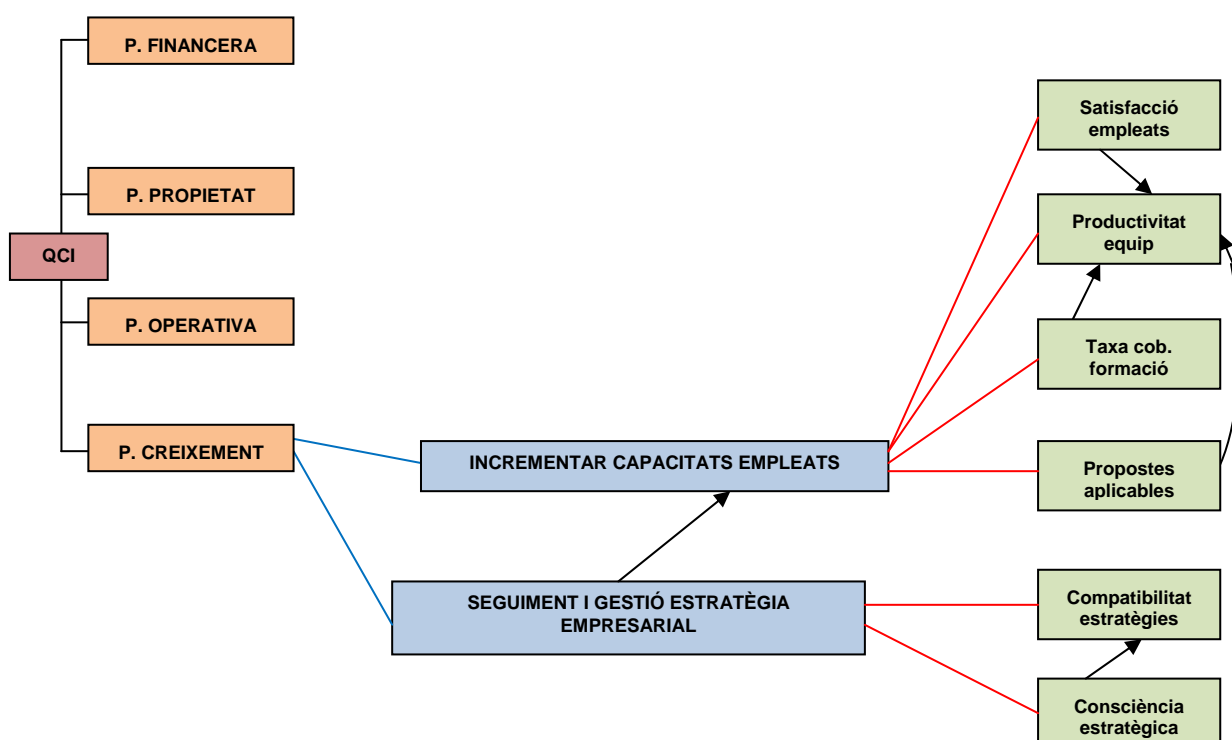 P. FINANCERA
P. PROPIETAT
QCI
P. OPERATIVA
P. CREIXEMENT
INCREMENTAR CAPACITATS EMPLEATS
SEGUIMENT I GESTIÓ ESTRATÈGIA
EMPRESARIAL
Satisfacció
empleats
Productivitat
equip
Taxa cob.
formació
Propostes
aplicables
Compatibilitat
estratègies
Consciència
estratègica